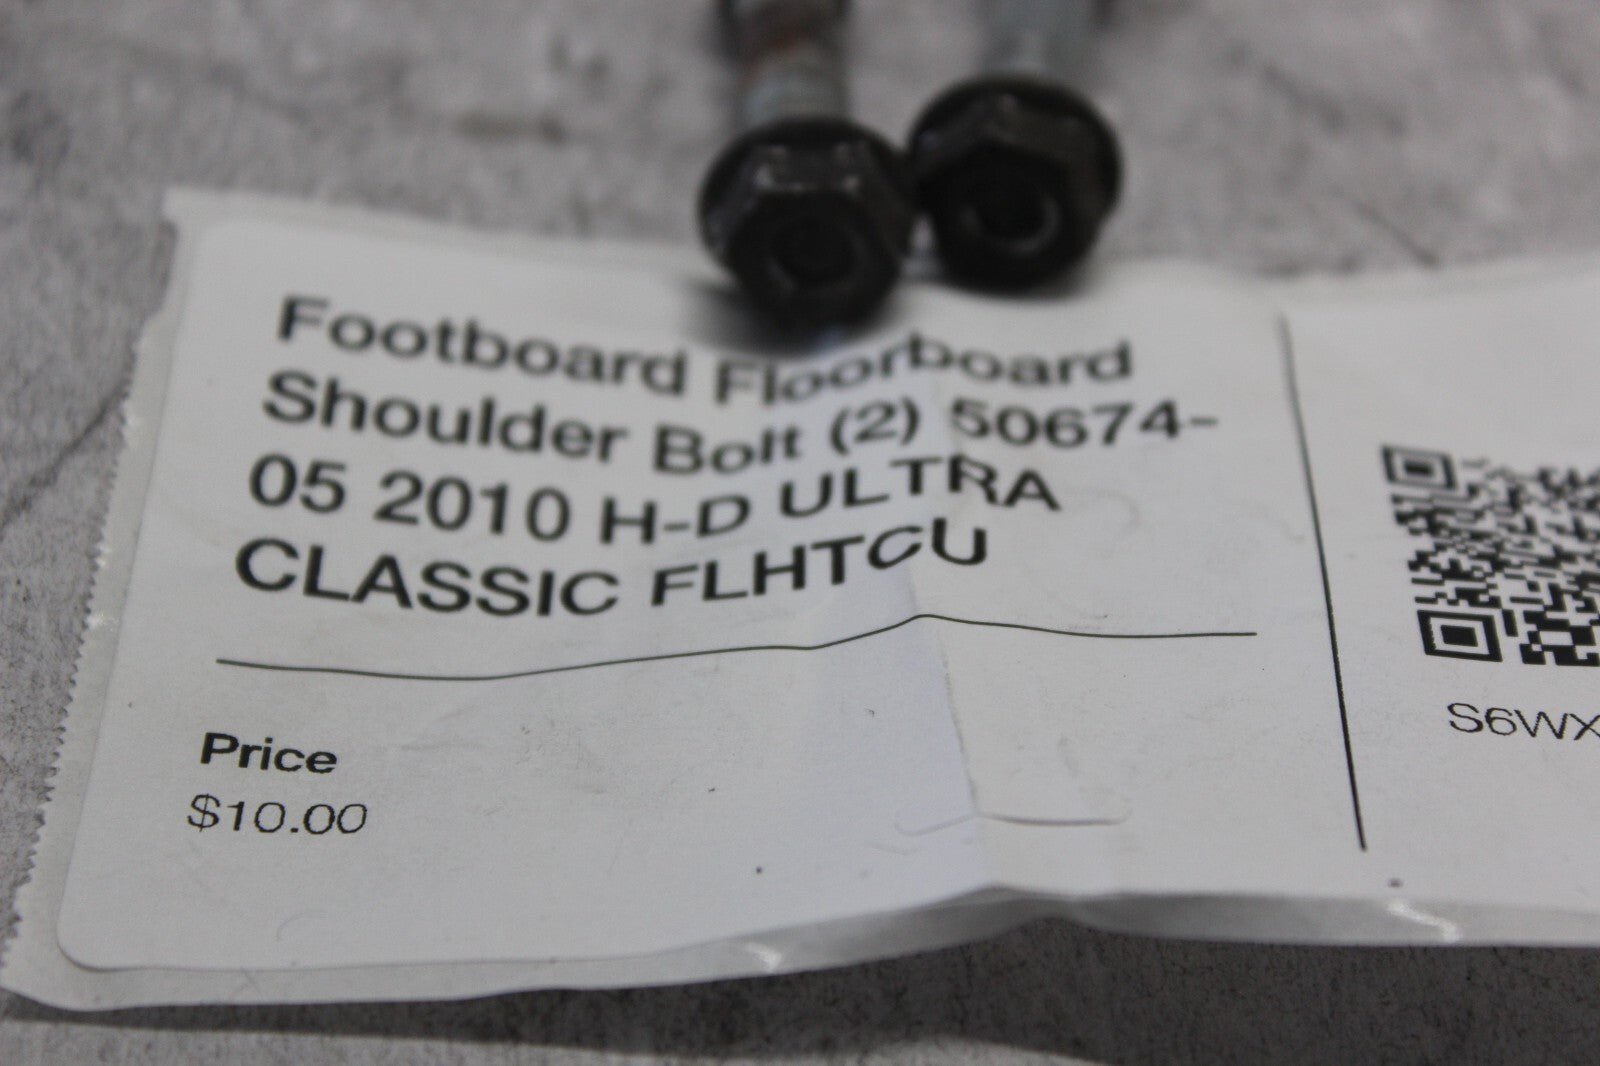 Footboard Floorboard
Shoulder Bolt (2) 50674-
05 2010 H-D ULTRA
CLASSIC FLHTCU
Price
$10.00
S6WX